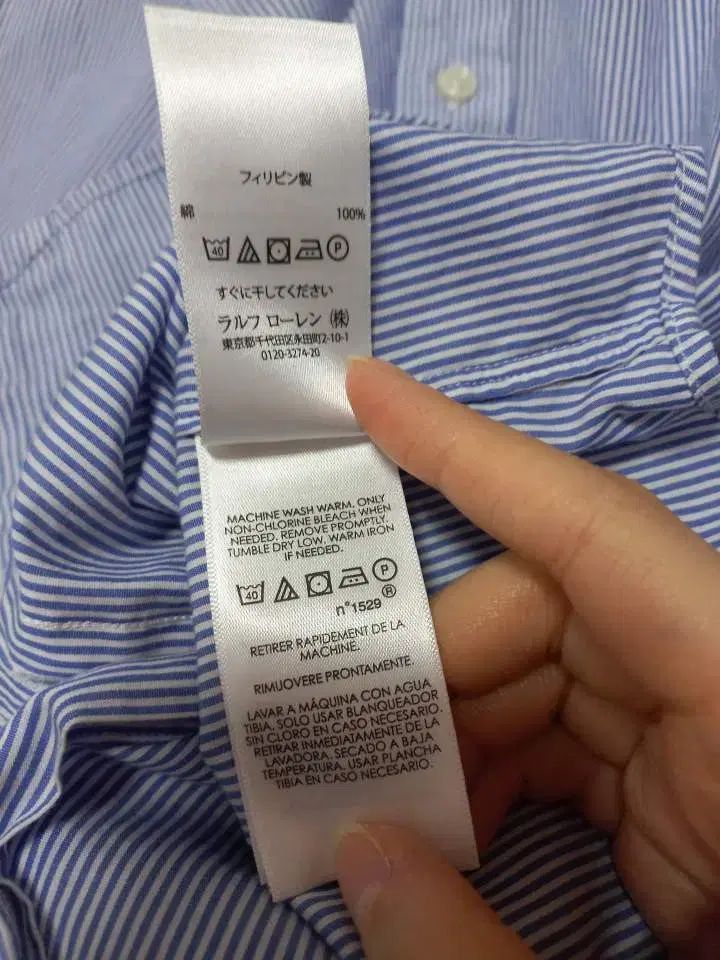 フィリピン製
綿 100%
40 P
すぐに干してください
ラルフ ローレン (株)
東京都千代田区永田町2-10-1
0120-3274-20
MACHINE WASH WARM. ONLY
NON-CHLORINE BLEACH WHEN
NEEDED. REMOVE PROMPTLY.
TUMBLE DRY LOW. WARM IRON
IF NEEDED.
40 P
n°1529 ®
RETIRER RAPIDEMENT DE LA
MACHINE.
RIMUOVERE PRONTAMENTE.
LAVAR A MÁQUINA CON AGUA
TIBIA. SOLO USAR BLANQUEADOR
SIN CLORO EN CASO NECESARIO.
RETIRAR INMEDIATAMENTE DE LA
LAVADORA. SECADO A BAJA
TEMPERATURA. USAR PLANCHA
TIBIA EN CASO NECESARIO.